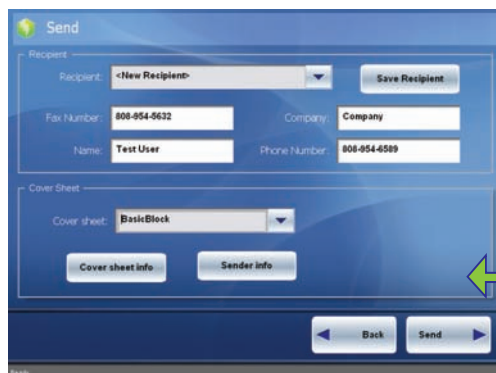 Send
Recipient
Recipient: <New Recipient> Save Recipient
Fax Number: 808-954-5632 Company: Company
Name: Test User Phone Number: 808-954-6589
Cover Sheet
Cover sheet: BasicBlock
Cover sheet info Sender info
Back Send